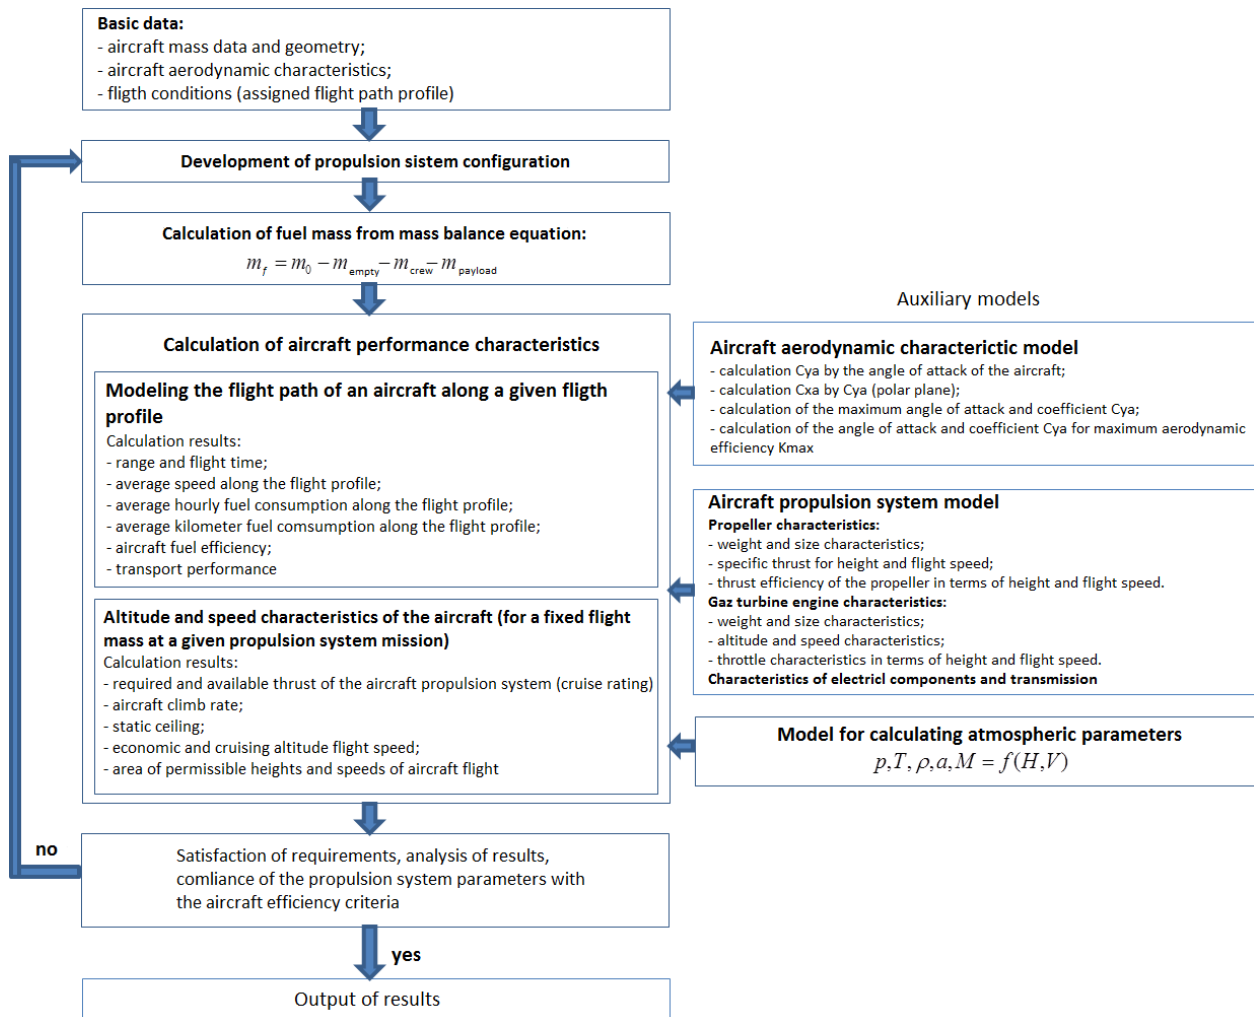 Basic data:
- aircraft mass data and geometry;
- aircraft aerodynamic characteristics;
- fligth conditions (assigned flight path profile)
Development of propulsion sistem configuration
Calculation of fuel mass from mass balance equation:
m_f = m_0 − m_empty − m_crew − m_payload
Calculation of aircraft performance characteristics
Modeling the flight path of an aircraft along a given fligth
profile
Calculation results:
- range and flight time;
- average speed along the flight profile;
- average hourly fuel consumption along the flight profile;
- average kilometer fuel comsumption along the flight profile;
- aircraft fuel efficiency;
- transport performance
Altitude and speed characteristics of the aircraft (for a fixed flight
mass at a given propulsion system mission)
Calculation results:
- required and available thrust of the aircraft propulsion system (cruise rating)
- aircraft climb rate;
- static ceiling;
- economic and cruising altitude flight speed;
- area of permissible heights and speeds of aircraft flight
Auxiliary models
Aircraft aerodynamic characterictic model
- calculation Cya by the angle of attack of the aircraft;
- calculation Cxa by Cya (polar plane);
- calculation of the maximum angle of attack and coefficient Cya;
- calculation of the angle of attack and coefficient Cya for maximum aerodynamic
efficiency Kmax
Aircraft propulsion system model
Propeller characteristics:
- weight and size characteristics;
- specific thrust for height and flight speed;
- thrust efficiency of the propeller in terms of height and flight speed.
Gaz turbine engine characteristics:
- weight and size characteristics;
- altitude and speed characteristics;
- throttle characteristics in terms of height and flight speed.
Characteristics of electricl components and transmission
Model for calculating atmospheric parameters
p,T,ρ,a,M = f(H,V)
no
Satisfaction of requirements, analysis of results,
comliance of the propulsion system parameters with
the aircraft efficiency criteria
yes
Output of results